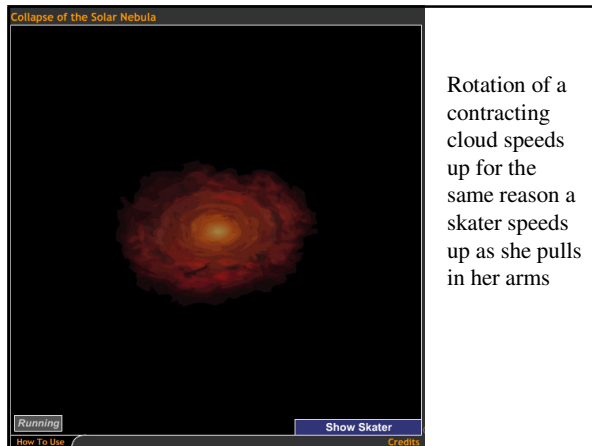 Collapse of the Solar Nebula
Rotation of a
contracting
cloud speeds
up for the
same reason a
skater speeds
up as she pulls
in her arms
Running
Show Skater
How To Use
Credits